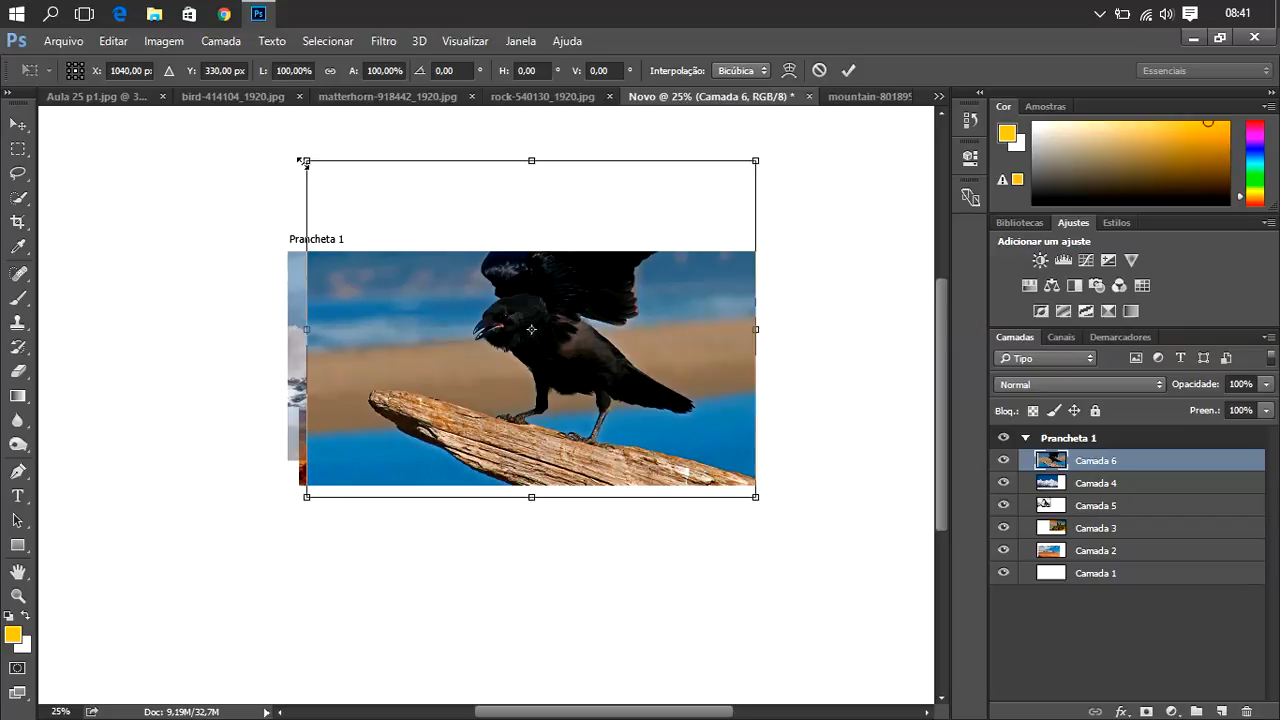 08:41
Ps Arquivo Editar Imagem Camada Texto Selecionar Filtro 3D Visualizar Janela Ajuda
X: 1040,00 px Y: 330,00 px L: 100,00% A: 100,00% 0,00 ° H: 0,00 ° V: 0,00 ° Interpolação: Bicúbica Essenciais
Aula 25 p1.jpg @ 3... × bird-414104_1920.jpg × matterhorn-918442_1920.jpg × rock-540130_1920.jpg × Novo @ 25% (Camada 6, RGB/8) * × mountain-801895
Cor Amostras
Prancheta 1
Bibliotecas Ajustes Estilos
Adicionar um ajuste
Camadas Canais Demarcadores
Tipo
Normal Opacidade: 100%
Bloq.: Preen.: 100%
Prancheta 1
Camada 6
Camada 4
Camada 5
Camada 3
Camada 2
Camada 1
25% Doc: 9,19M/32,7M